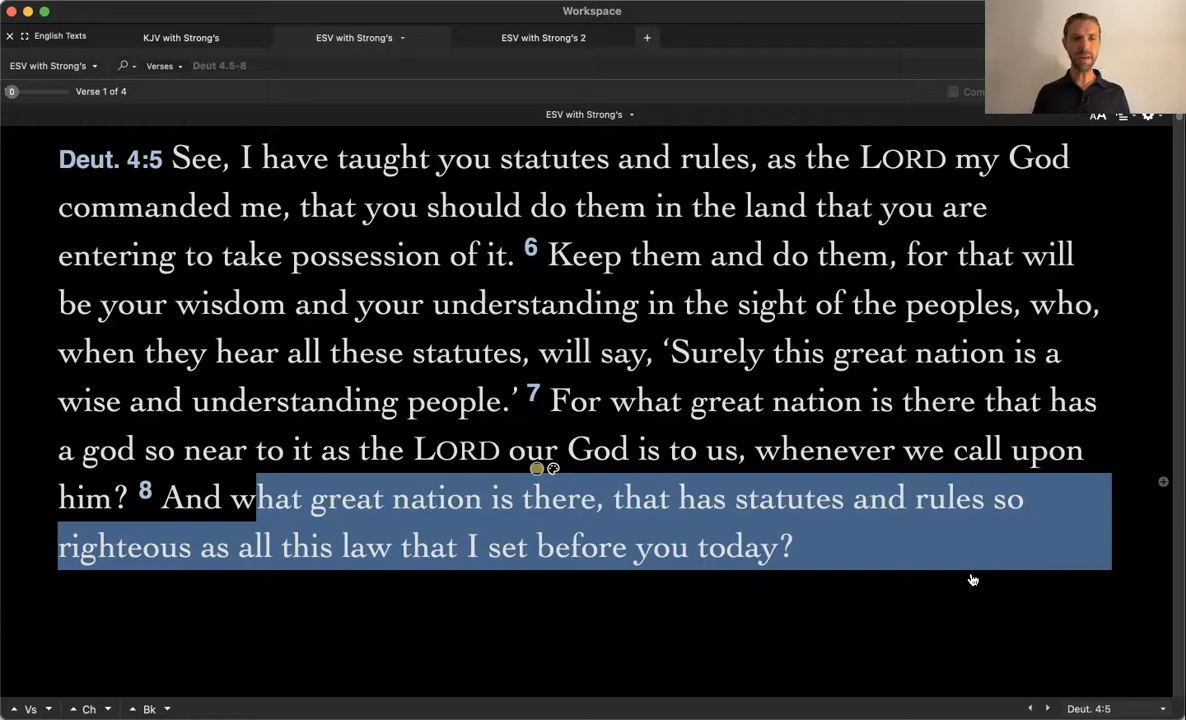 Workspace
English Texts
KJV with Strong's
ESV with Strong's
ESV with Strong's 2
+
ESV with Strong's
Verses
Deut 4.5-8
0
Verse 1 of 4
Com
ESV with Strong's
AA
Deut. 4:5 See, I have taught you statutes and rules, as the LORD my God
commanded me, that you should do them in the land that you are
entering to take possession of it. 6 Keep them and do them, for that will
be your wisdom and your understanding in the sight of the peoples, who,
when they hear all these statutes, will say, ‘Surely this great nation is a
wise and understanding people.’ 7 For what great nation is there that has
a god so near to it as the LORD our God is to us, whenever we call upon
him? 8 And what great nation is there, that has statutes and rules so
righteous as all this law that I set before you today?
Vs
Ch
Bk
Deut. 4:5